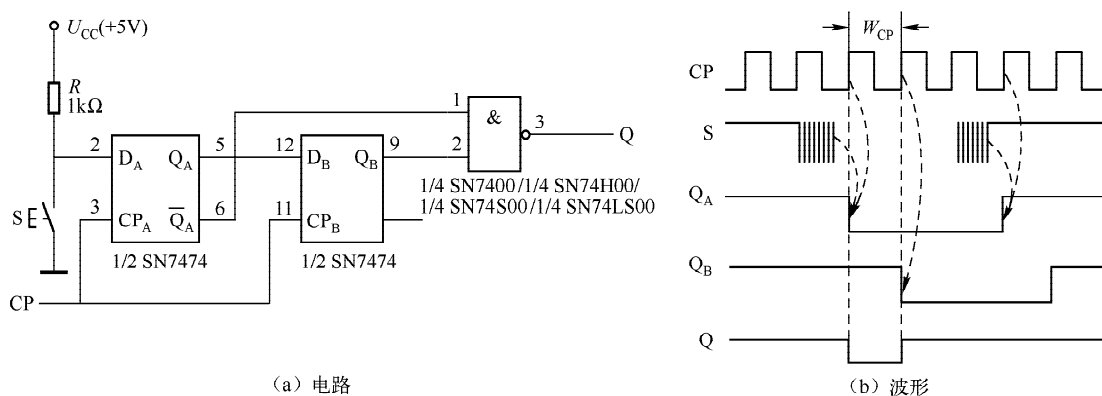 U_CC(+5V)
R
1kΩ
2
D_A
Q_A
5
12
D_B
Q_B
9
1
2
&
3
Q
S
3
CP_A
Q̅_A
6
11
CP_B
1/4 SN7400/1/4 SN74H00/
1/4 SN74S00/1/4 SN74LS00
1/2 SN7474
1/2 SN7474
CP
(a) 电路
W_CP
CP
S
Q_A
Q_B
Q
(b) 波形